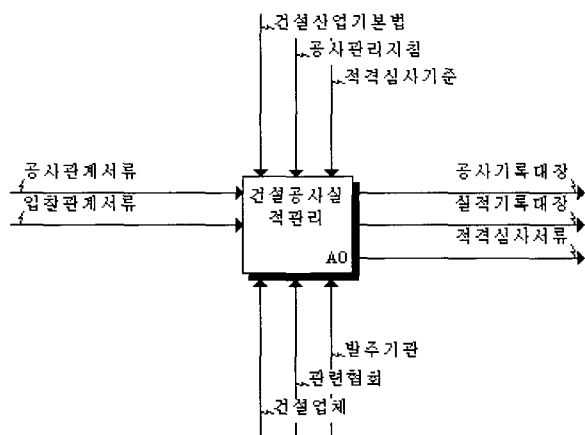 건설산업기본법
공사관리지침
적격심사기준
공사관계서류
입찰관계서류
건설공사실
적관리
A0
공사기록대장
실적기록대장
적격심사서류
발주기관
관련협회
건설업체